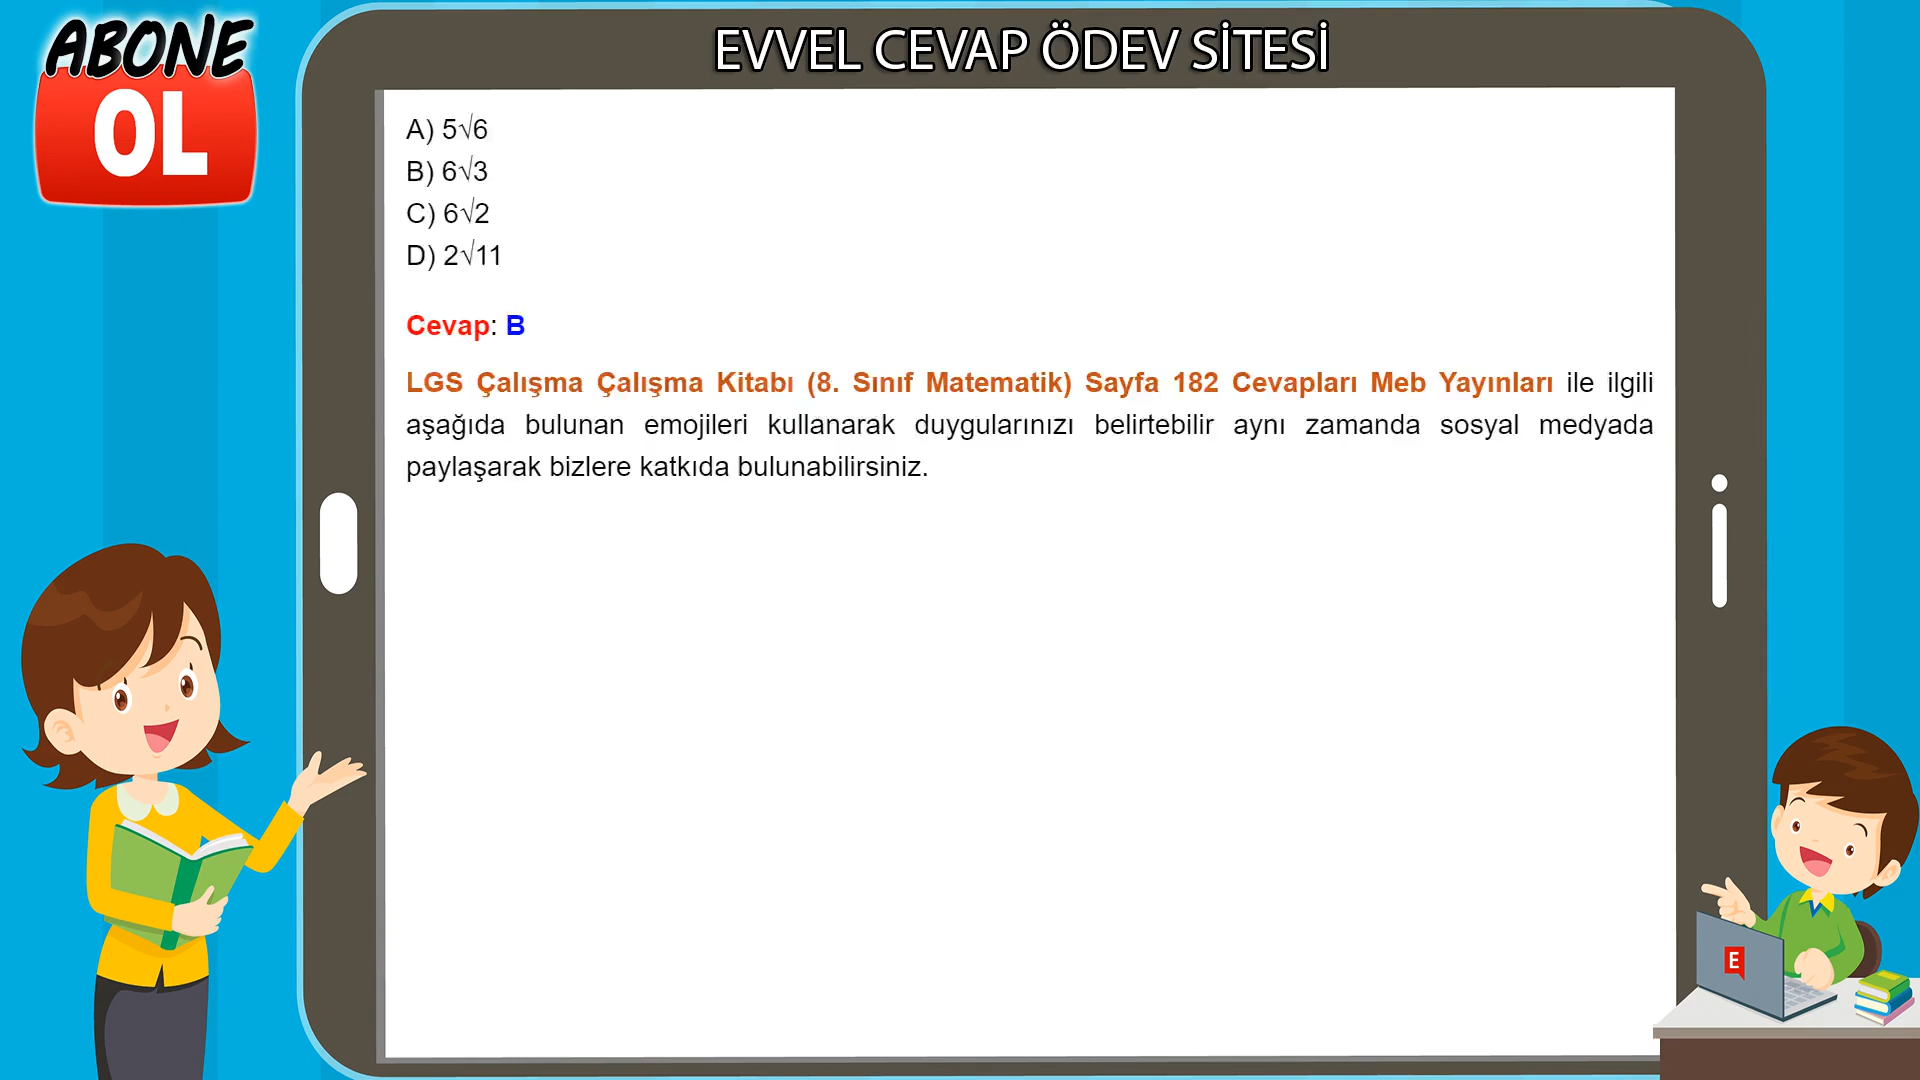 ABONE
OL
EVVEL CEVAP ÖDEV SİTESİ
A) 5√6
B) 6√3
C) 6√2
D) 2√11
Cevap: B
LGS Çalışma Çalışma Kitabı (8. Sınıf Matematik) Sayfa 182 Cevapları Meb Yayınları ile ilgili
aşağıda bulunan emojileri kullanarak duygularınızı belirtebilir aynı zamanda sosyal medyada
paylaşarak bizlere katkıda bulunabilirsiniz.
E